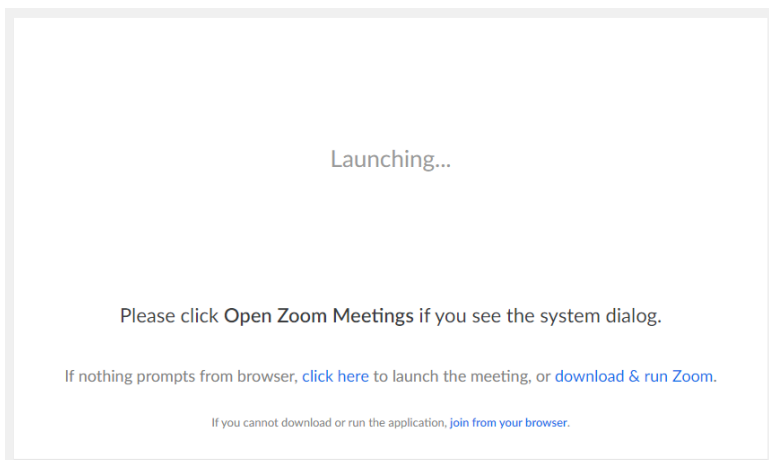 Launching...
Please click Open Zoom Meetings if you see the system dialog.
If nothing prompts from browser, click here to launch the meeting, or download & run Zoom.
If you cannot download or run the application, join from your browser.